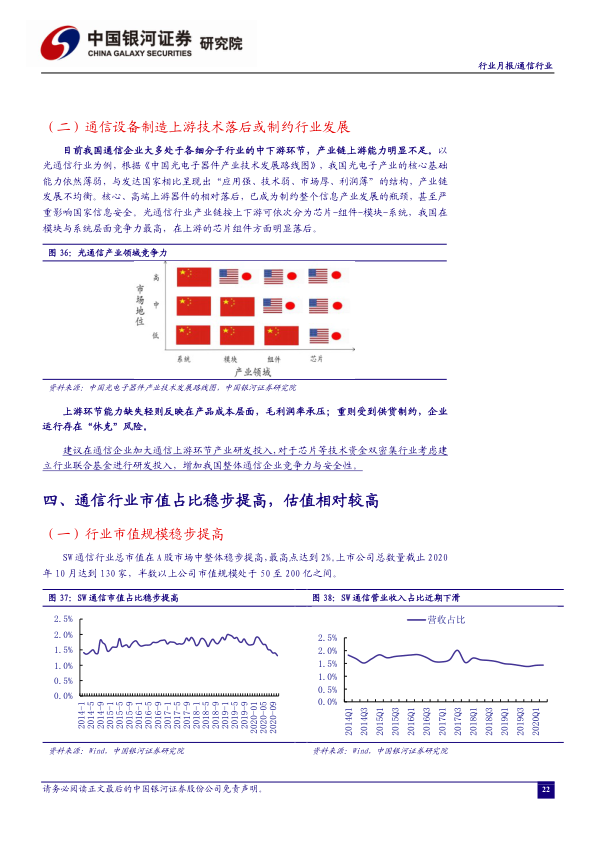 中国银河证券 研究院
CHINA GALAXY SECURITIES
行业月报/通信行业
（二）通信设备制造上游技术落后或制约行业发展
目前我国通信企业大多处于各细分子行业的中下游环节，产业链上游能力明显不足。以
光通信行业为例，根据《中国光电子器件产业技术发展路线图》，我国光电子产业的核心基础
能力依然薄弱，与发达国家相比呈现出“应用强、技术弱、市场厚、利润薄”的结构，产业链
发展不均衡。核心、高端上游器件的相对落后，已成为制约整个信息产业发展的瓶颈，甚至严
重影响国家信息安全。光通信行业产业链按上下游可依次分为芯片-组件-模块-系统，我国在
模块与系统层面竞争力最高，在上游的芯片组件方面明显落后。
图 36：光通信产业领域竞争力
市场地位
高
中
低
系统 模块 组件 芯片
产业领域
资料来源：中国光电子器件产业技术发展路线图，中国银河证券研究院
上游环节能力缺失轻则反映在产品成本层面，毛利润率承压；重则受到供货制约，企业
运行存在“休克”风险。
建议在通信企业加大通信上游环节产业研发投入，对于芯片等技术资金双密集行业考虑建
立行业联合基金进行研发投入，增加我国整体通信企业竞争力与安全性。
四、通信行业市值占比稳步提高，估值相对较高
（一）行业市值规模稳步提高
SW 通信行业总市值在 A 股市场中整体稳步提高，最高点达到 2%。上市公司总数量截止 2020
年 10 月达到 130 家，半数以上公司市值规模处于 50 至 200 亿之间。
图 37：SW 通信市值占比稳步提高
2.5%
2.0%
1.5%
1.0%
0.5%
0.0%
2014-1 2014-5 2014-9 2015-1 2015-5 2015-9 2016-1 2016-5 2016-9 2017-1 2017-5 2017-9 2018-1 2018-5 2018-9 2019-1 2019-5 2019-9 2020-01 2020-05 2020-09
资料来源：Wind，中国银河证券研究院
图 38：SW 通信营业收入占比近期下滑
营收占比
2.5%
2.0%
1.5%
1.0%
0.5%
0.0%
2014Q1 2014Q3 2015Q1 2015Q3 2016Q1 2016Q3 2017Q1 2017Q3 2018Q1 2018Q3 2019Q1 2019Q3 2020Q1
资料来源：Wind，中国银河证券研究院
请务必阅读正文最后的中国银河证券股份公司免责声明。
22